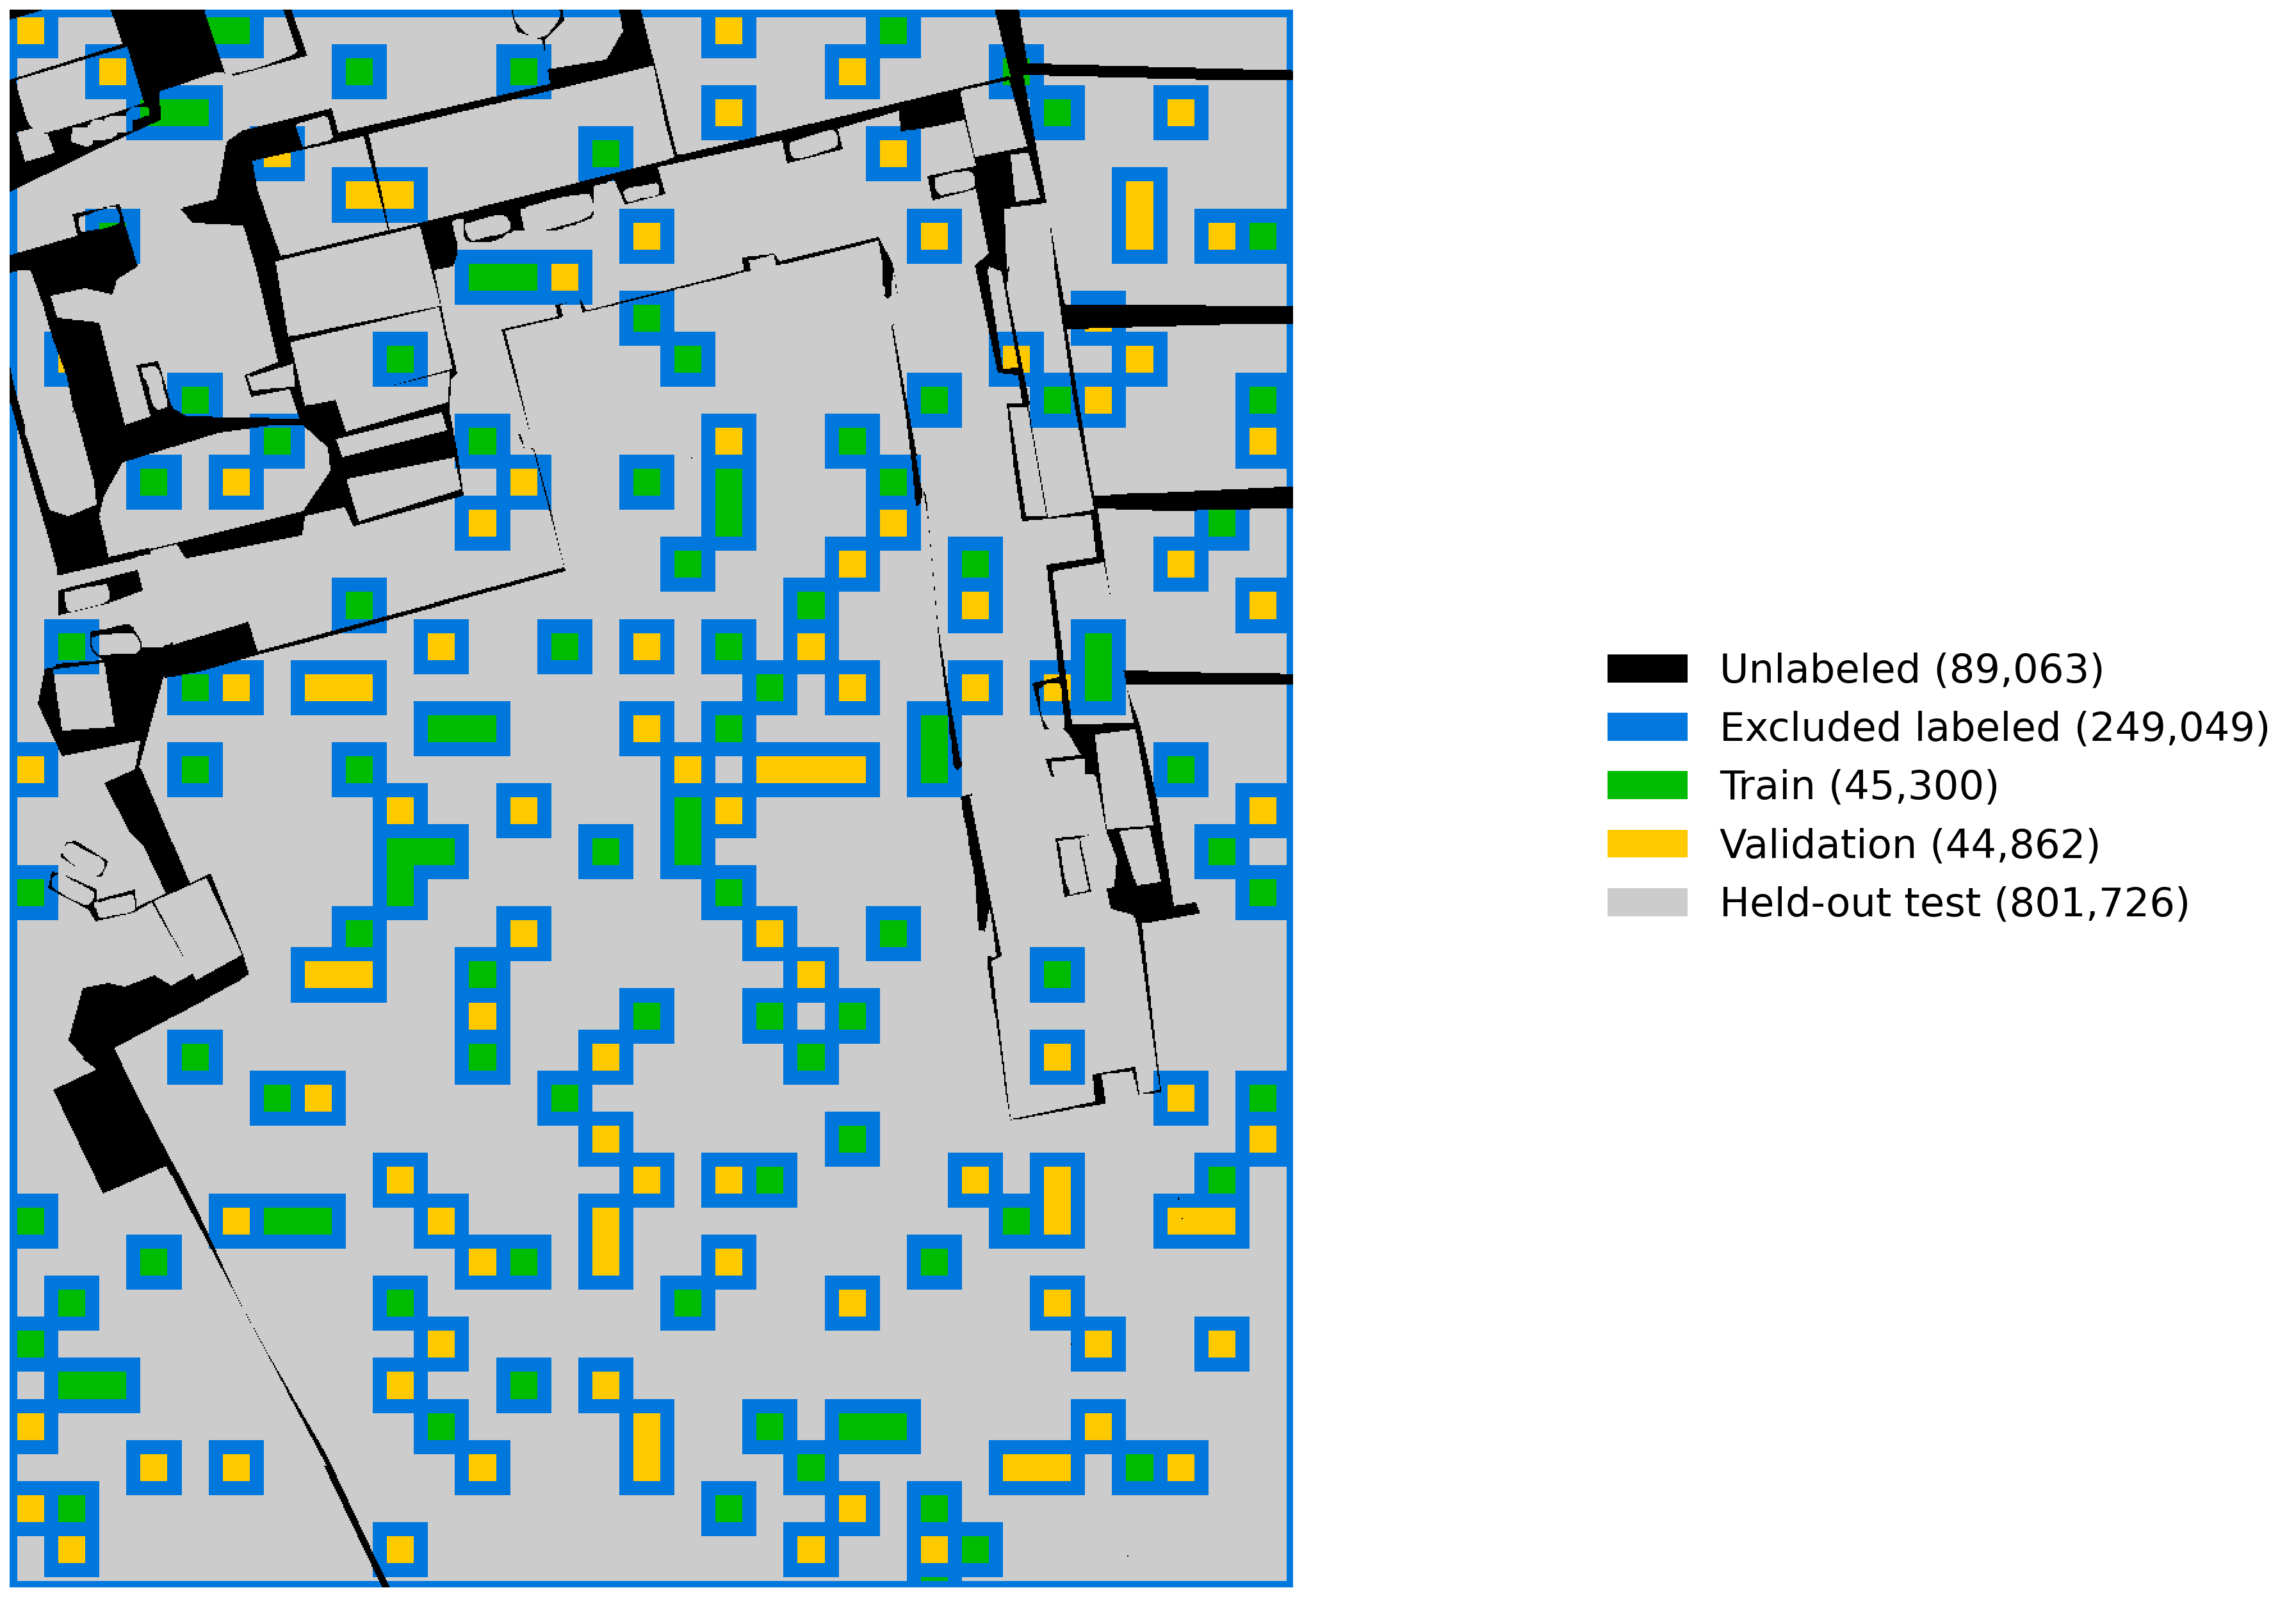 Unlabeled (89,063)
Excluded labeled (249,049)
Train (45,300)
Validation (44,862)
Held-out test (801,726)